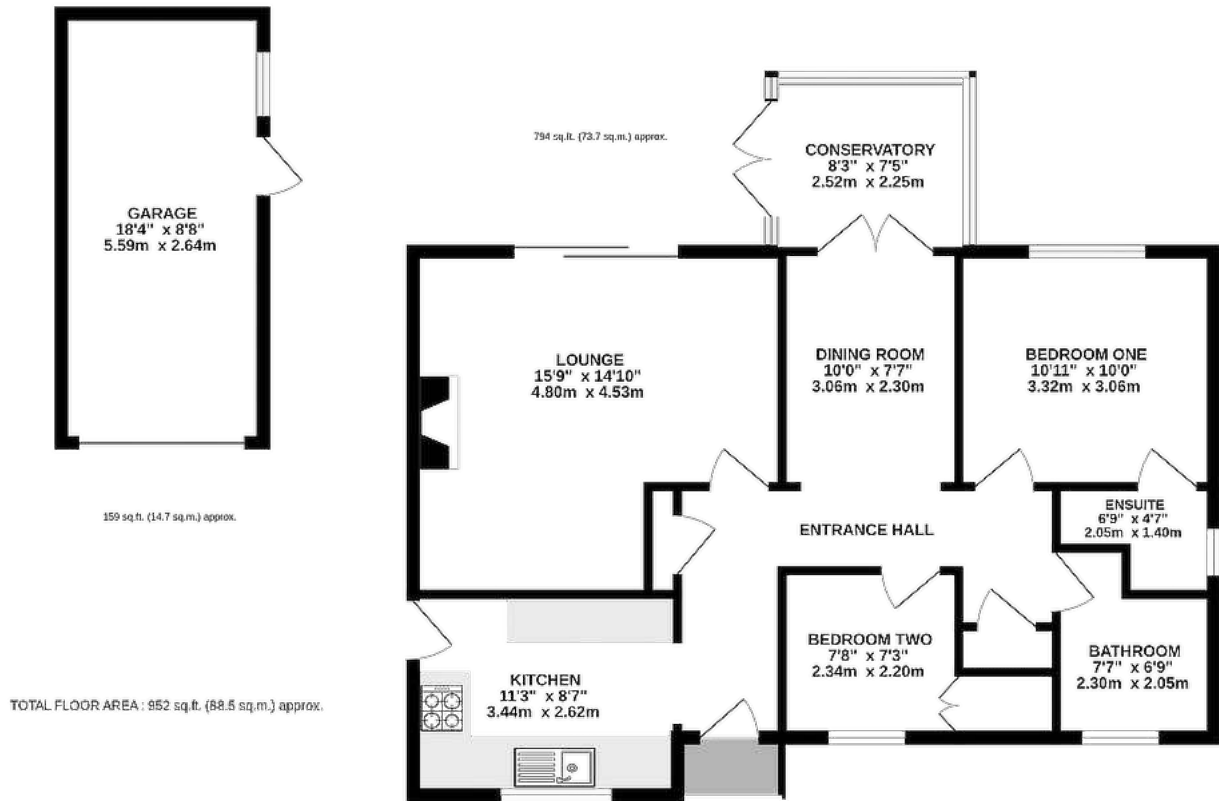 794 sq.ft. (73.7 sq.m.) approx.
CONSERVATORY
8'3" x 7'5"
2.52m x 2.25m
GARAGE
18'4" x 8'8"
5.59m x 2.64m
LOUNGE
15'9" x 14'10"
4.80m x 4.53m
DINING ROOM
10'0" x 7'7"
3.06m x 2.30m
BEDROOM ONE
10'11" x 10'0"
3.32m x 3.06m
159 sq.ft. (14.7 sq.m.) approx.
ENTRANCE HALL
ENSUITE
6'9" x 4'7"
2.05m x 1.40m
BEDROOM TWO
7'8" x 7'3"
2.34m x 2.20m
BATHROOM
7'7" x 6'9"
2.30m x 2.05m
KITCHEN
11'3" x 8'7"
3.44m x 2.62m
TOTAL FLOOR AREA : 952 sq.ft. (88.5 sq.m.) approx.